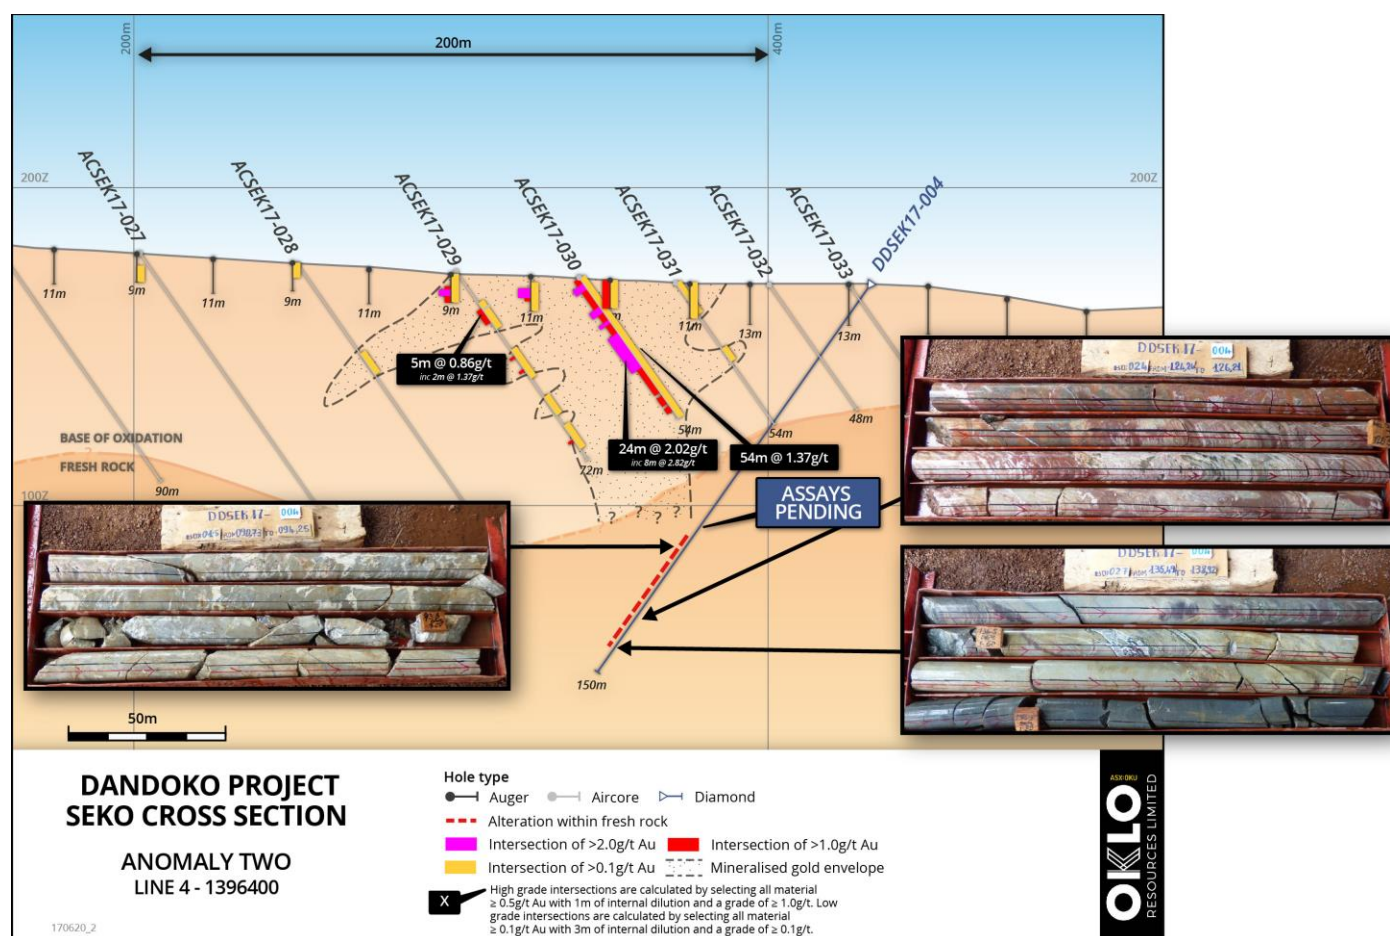 200m
200m
400m
200Z
200Z
ACSEK17-027
ACSEK17-028
ACSEK17-029
ACSEK17-030
ACSEK17-031
ACSEK17-032
ACSEK17-033
DDSEK17-004
11m
9m
11m
9m
11m
9m
11m
11m
13m
13m
5m @ 0.86g/t
inc 2m @ 1.37g/t
24m @ 2.02g/t
inc 8m @ 2.82g/t
54m @ 1.37g/t
54m
54m
48m
72m
90m
BASE OF OXIDATION
?
FRESH ROCK
100Z
? ? ? ?
ASSAYS
PENDING
150m
DDSEK17-
004
DDSEK17-
004
DDSEK17-
004
50m
DANDOKO PROJECT
SEKO CROSS SECTION
ANOMALY TWO
LINE 4 - 1396400
170620_2
Hole type
Auger Aircore Diamond
Alteration within fresh rock
Intersection of >2.0g/t Au Intersection of >1.0g/t Au
Intersection of >0.1g/t Au Mineralised gold envelope
X
High grade intersections are calculated by selecting all material
≥ 0.5g/t Au with 1m of internal dilution and a grade of ≥ 1.0g/t. Low
grade intersections are calculated by selecting all material
≥ 0.1g/t Au with 3m of internal dilution and a grade of ≥ 0.1g/t.
ASX:OKU
OKLO
RESOURCES LIMITED